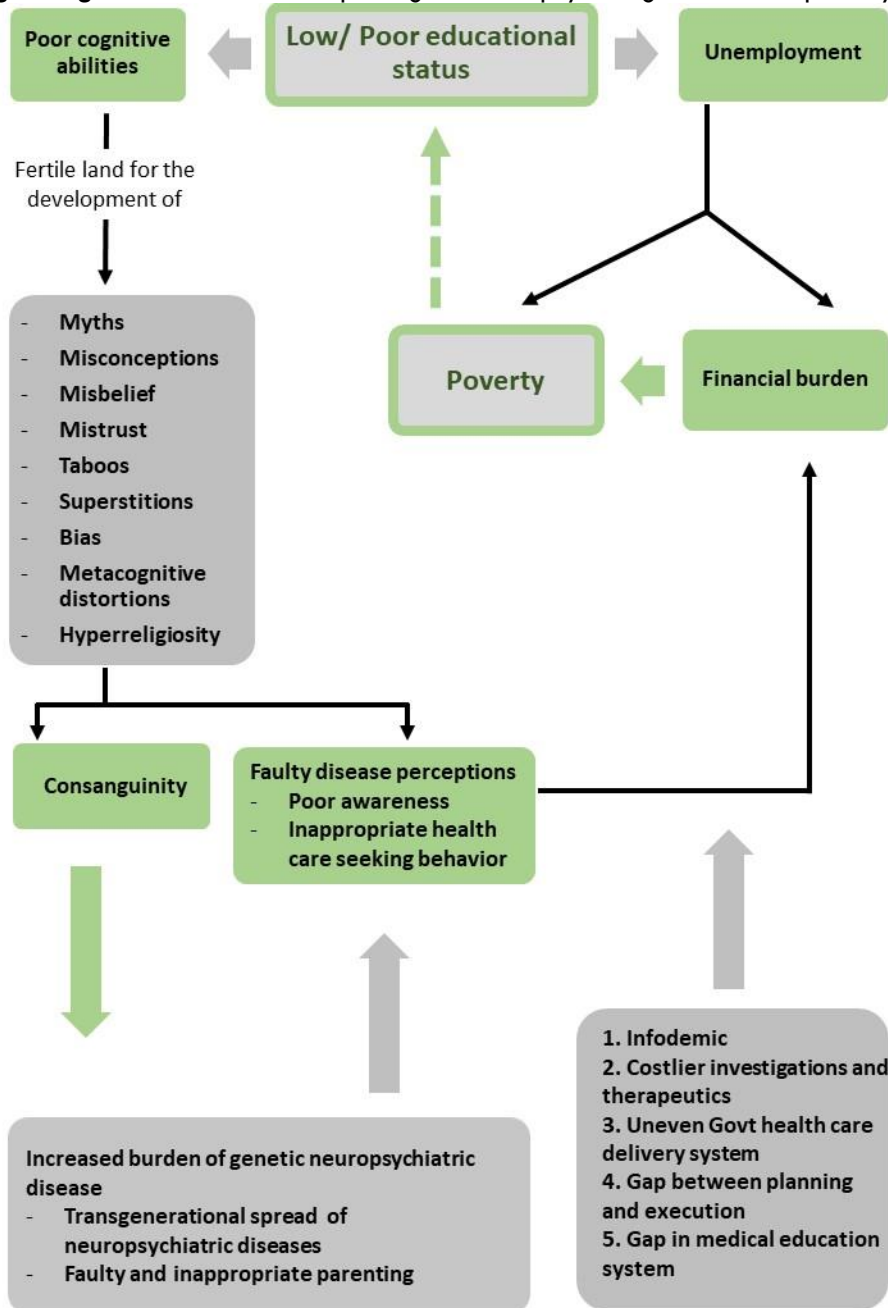 Low/ Poor educational
status
Poor cognitive
abilities
Unemployment
Fertile land for the
development of
- Myths
- Misconceptions
- Misbelief
- Mistrust
- Taboos
- Superstitions
- Bias
- Metacognitive
distortions
- Hyperreligiosity
Poverty
Financial burden
Consanguinity
Faulty disease perceptions
- Poor awareness
- Inappropriate health
care seeking behavior
Increased burden of genetic neuropsychiatric
disease
- Transgenerational spread of
neuropsychiatric diseases
- Faulty and inappropriate parenting
1. Infodemic
2. Costlier investigations and
therapeutics
3. Uneven Govt health care
delivery system
4. Gap between planning
and execution
5. Gap in medical education
system